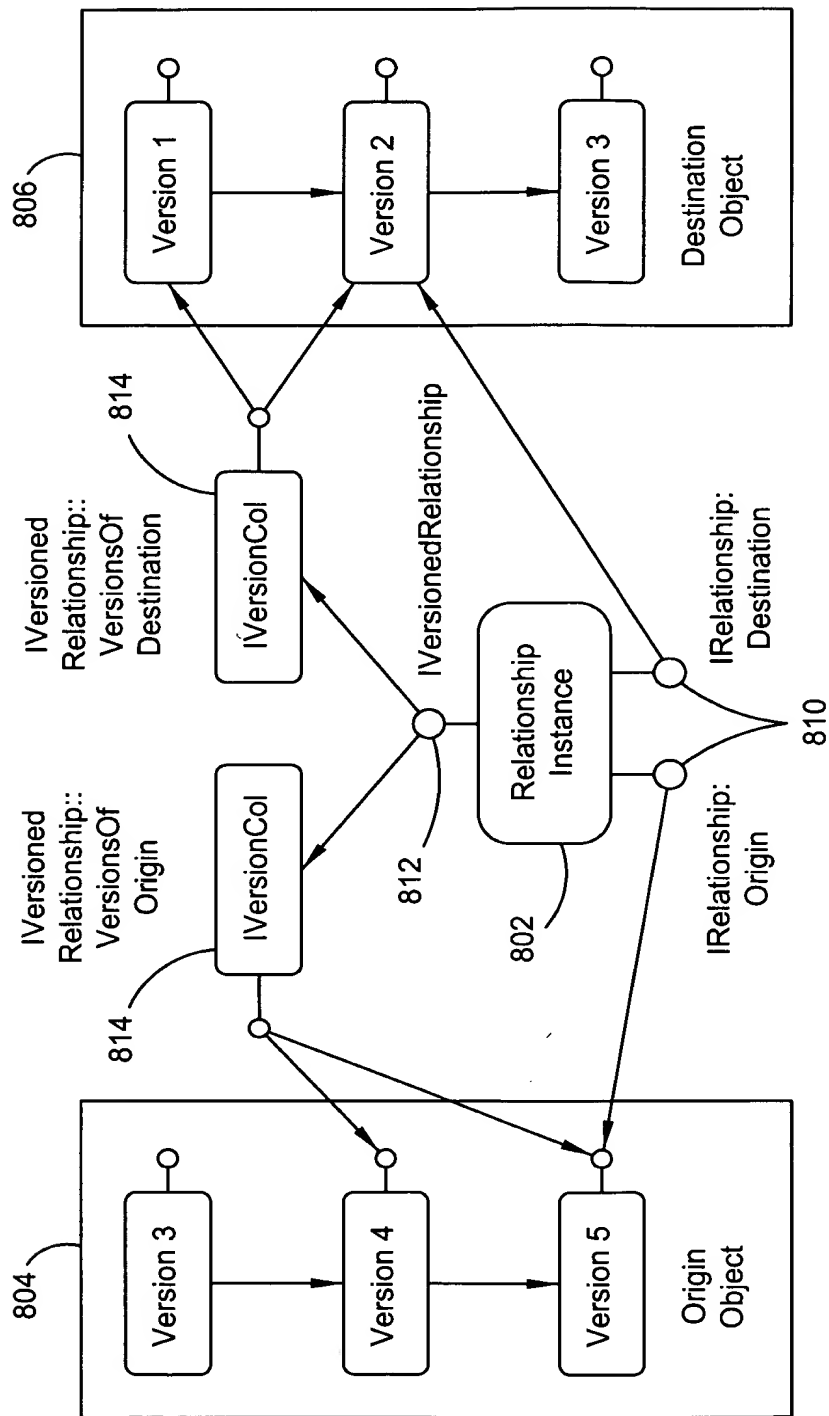 804
Version 3
Version 4
Version 5
Origin
Object
IVersioned
Relationship::
VersionsOf
Origin
814
IVersionCol
IVersioned
Relationship::
VersionsOf
Destination
814
IVersionCol
812
IVersionedRelationship
802
Relationship
Instance
IRelationship:
Origin
IRelationship:
Destination
810
806
Version 1
Version 2
Version 3
Destination
Object